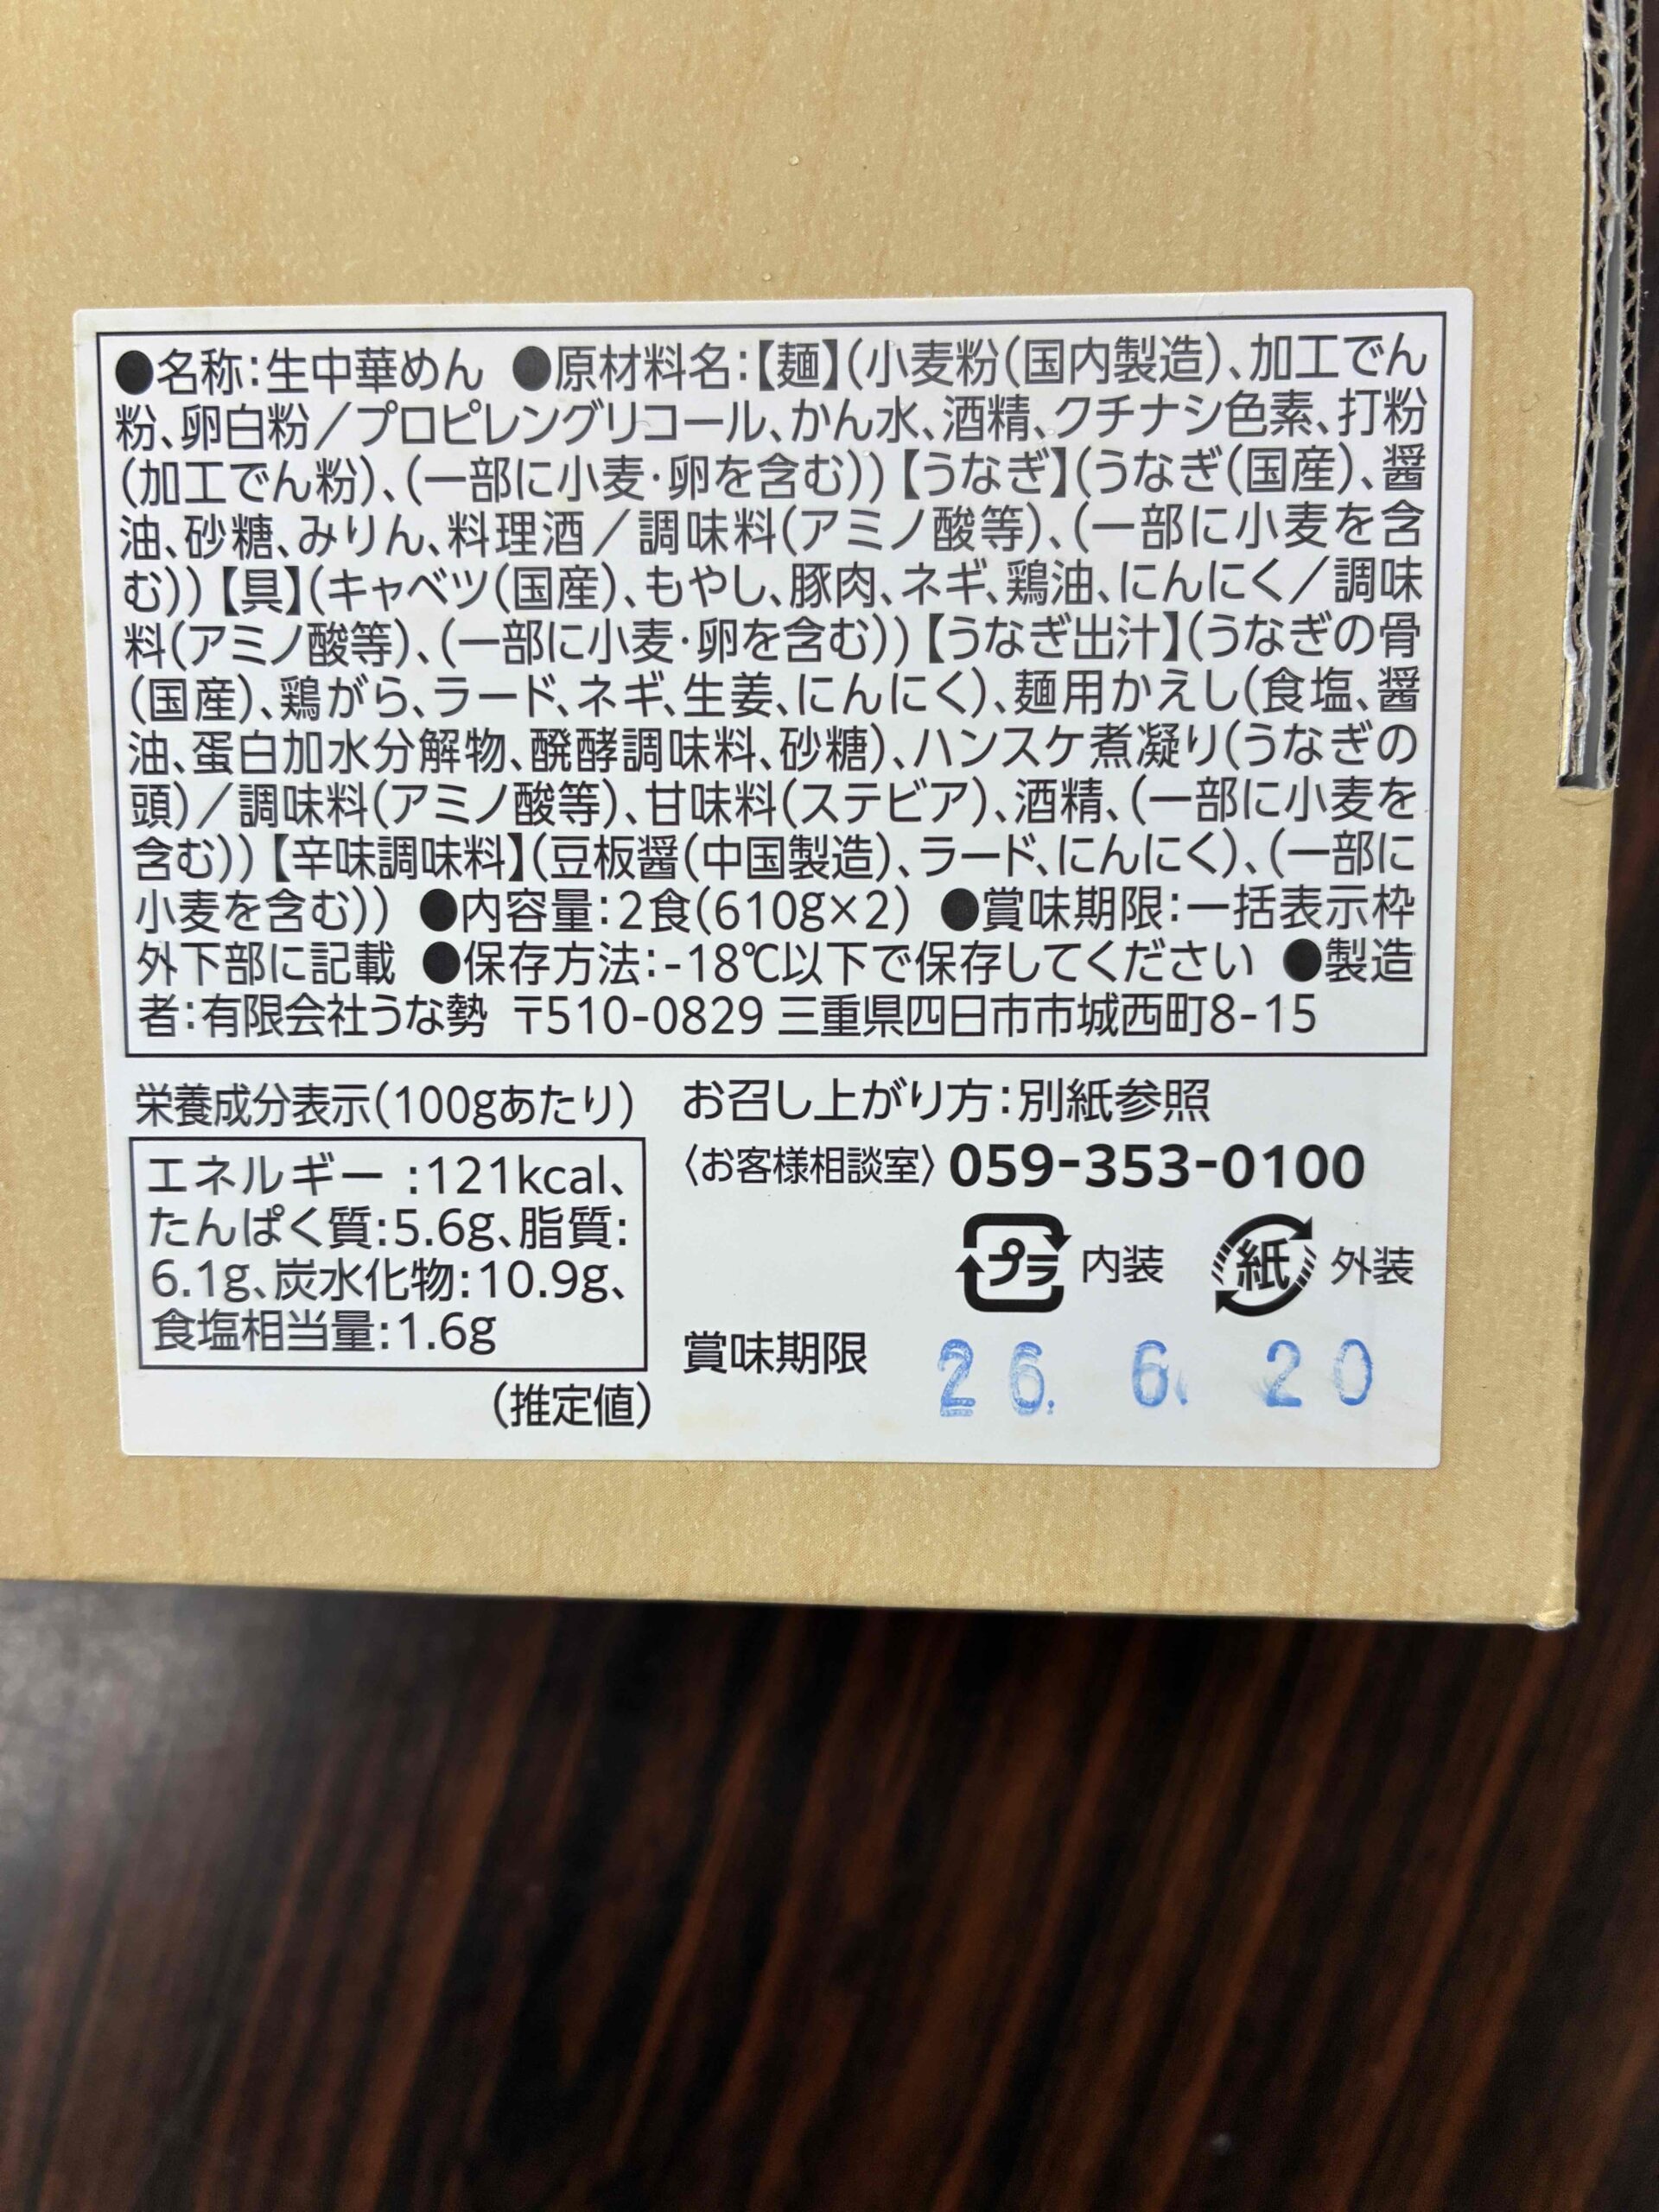 ●名称:生中華めん ●原材料名:【麺】(小麦粉(国内製造)、加工でん
粉、卵白粉/プロピレングリコール、かん水、酒精、クチナシ色素、打粉
(加工でん粉)、(一部に小麦・卵を含む))【うなぎ】(うなぎ(国産)、醤
油、砂糖、みりん、料理酒/調味料(アミノ酸等)、(一部に小麦を含
む))【具】(キャベツ(国産)、もやし、豚肉、ネギ、鶏油、にんにく/調味
料(アミノ酸等)、(一部に小麦・卵を含む))【うなぎ出汁】(うなぎの骨
(国産)、鶏がら、ラード、ネギ、生姜、にんにく)、麺用かえし(食塩、醤
油、蛋白加水分解物、醗酵調味料、砂糖)、ハンスケ煮凝り(うなぎの
頭)/調味料(アミノ酸等)、甘味料(ステビア)、酒精、(一部に小麦を
含む))【辛味調味料】(豆板醤(中国製造)、ラード、にんにく)、(一部に
小麦を含む)) ●内容量:2食(610g×2) ●賞味期限:一括表示枠
外下部に記載 ●保存方法:-18℃以下で保存してください ●製造
者:有限会社うな勢 〒510-0829 三重県四日市市城西町8-15
栄養成分表示(100gあたり)
エネルギー :121kcal、
たんぱく質:5.6g、脂質:
6.1g、炭水化物:10.9g、
食塩相当量:1.6g
(推定値)
お召し上がり方:別紙参照
〈お客様相談室〉059-353-0100
プラ 内装 紙 外装
賞味期限 26. 6. 20